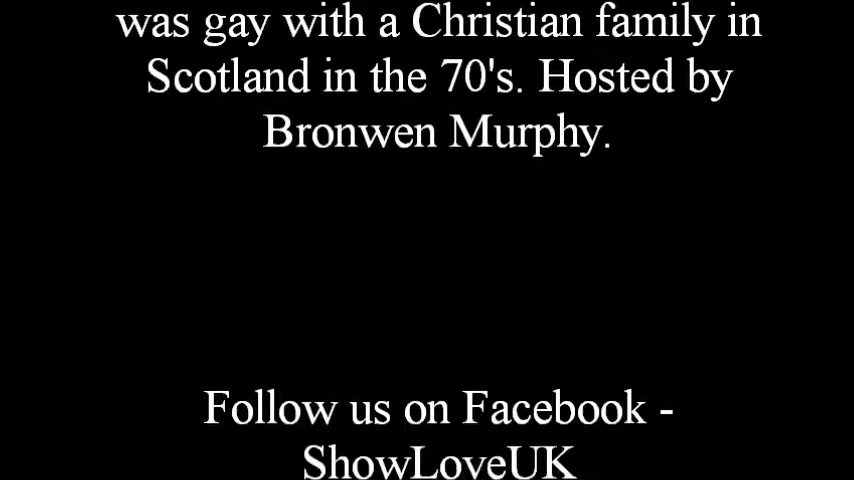 was gay with a Christian family in
Scotland in the 70's. Hosted by
Bronwen Murphy.
Follow us on Facebook -
ShowLoveUK